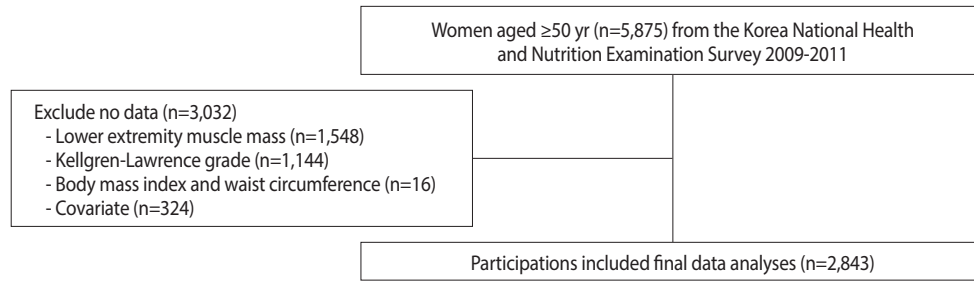 Women aged ≥50 yr (n=5,875) from the Korea National Health
and Nutrition Examination Survey 2009-2011
Exclude no data (n=3,032)
- Lower extremity muscle mass (n=1,548)
- Kellgren-Lawrence grade (n=1,144)
- Body mass index and waist circumference (n=16)
- Covariate (n=324)
Participations included final data analyses (n=2,843)